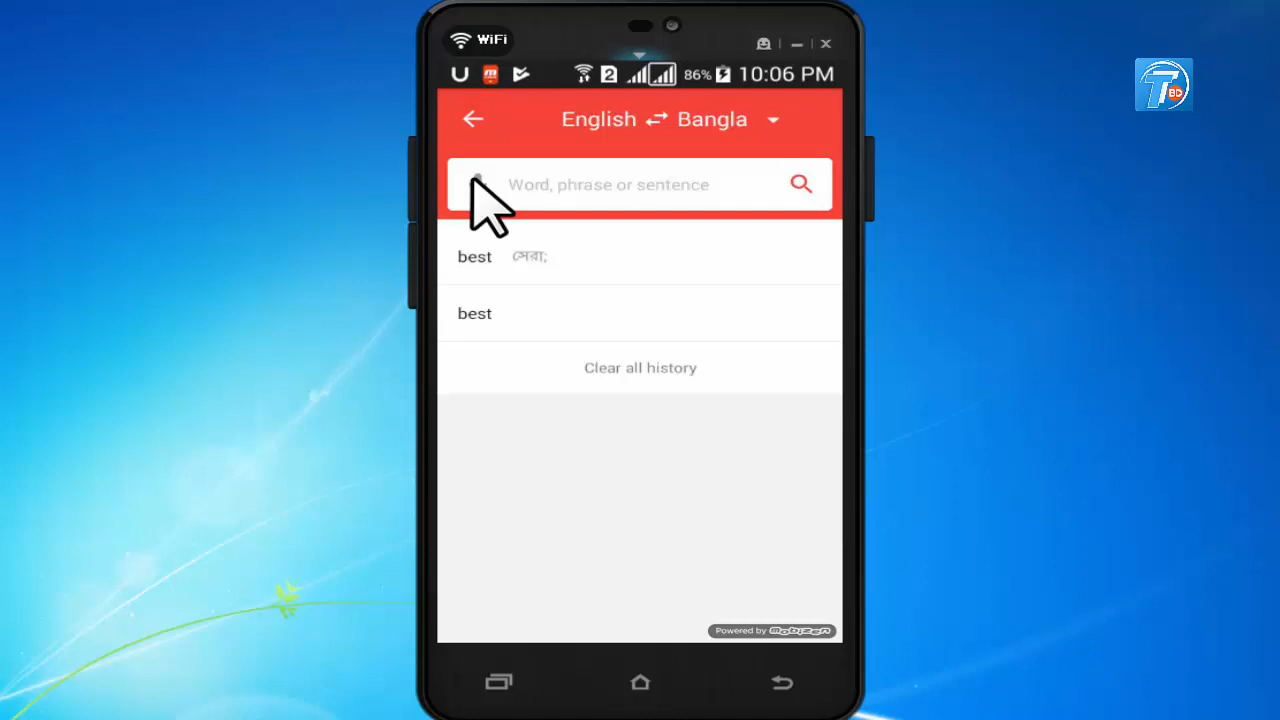 WiFi
2 86% 10:06 PM
English Bangla
Word, phrase or sentence
best সেরা;
best
Clear all history
Powered by Mobizen
T BD